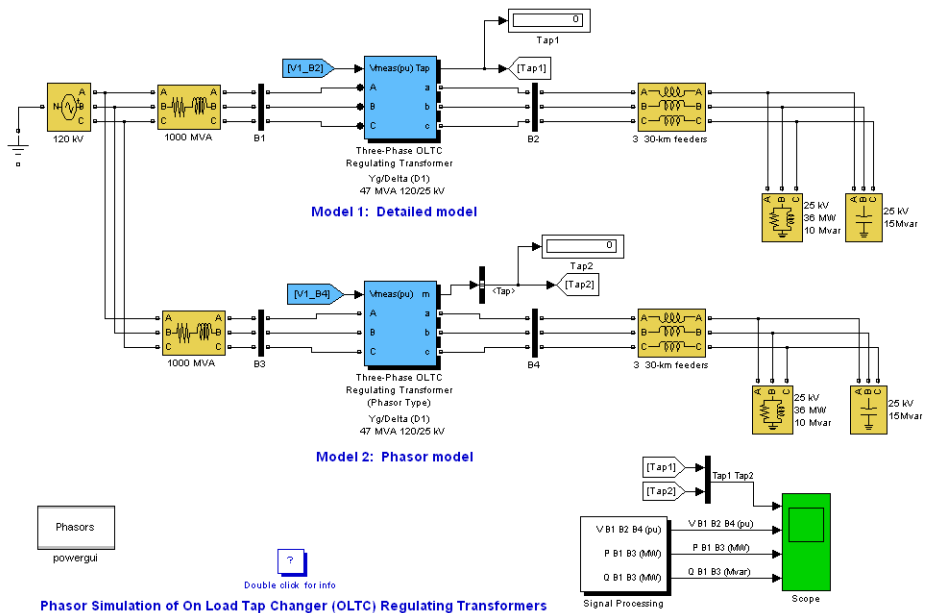 0
Tap1
[V1_B2]
Vmeas(pu) Tap
[Tap1]
A
B
C
a
b
c
N
A
B
C
120 kV
A
B
C
A
B
C
1000 MVA
B1
Three-Phase OLTC
Regulating Transformer
Yg/Delta (D1)
47 MVA 120/25 kV
B2
A
B
C
A
B
C
3 30-km feeders
Model 1: Detailed model
A B C
25 kV
36 MW
10 Mvar
A B C
25 kV
15Mvar
0
Tap2
[V1_B4]
Vmeas(pu) m
<Tap>
[Tap2]
A
B
C
a
b
c
A
B
C
A
B
C
1000 MVA
B3
Three-Phase OLTC
Regulating Transformer
(Phasor Type)
Yg/Delta (D1)
47 MVA 120/25 kV
B4
A
B
C
A
B
C
3 30-km feeders
Model 2: Phasor model
A B C
25 kV
36 MW
10 Mvar
A B C
25 kV
15Mvar
[Tap1]
[Tap2]
Tap1 Tap2
V B1 B2 B4 (pu)
P B1 B3 (MW)
Q B1 B3 (MW)
V B1 B2 B4 (pu)
P B1 B3 (MW)
Q B1 B3 (Mvar)
Signal Processing
Scope
Phasors
powergui
?
Double click for info
Phasor Simulation of On Load Tap Changer (OLTC) Regulating Transformers